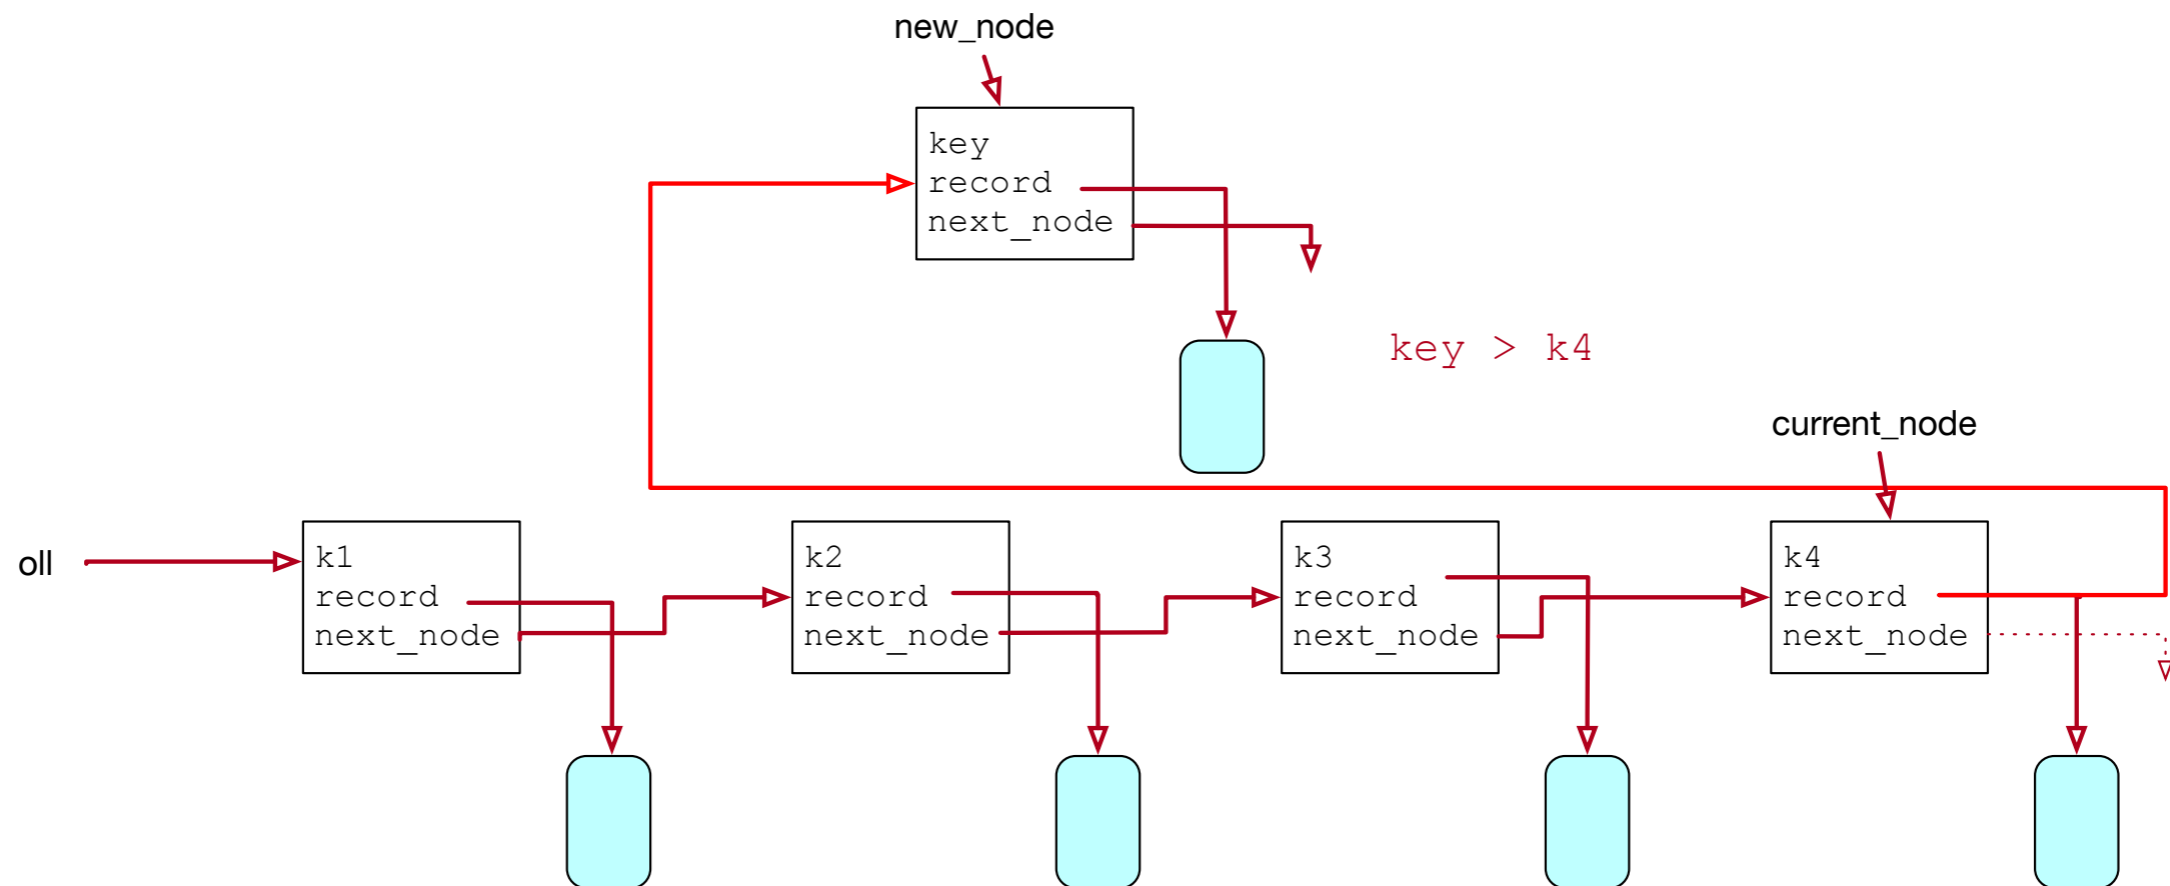 new_node
key
record
next_node
key > k4
current_node
oll
k1
record
next_node
k2
record
next_node
k3
record
next_node
k4
record
next_node